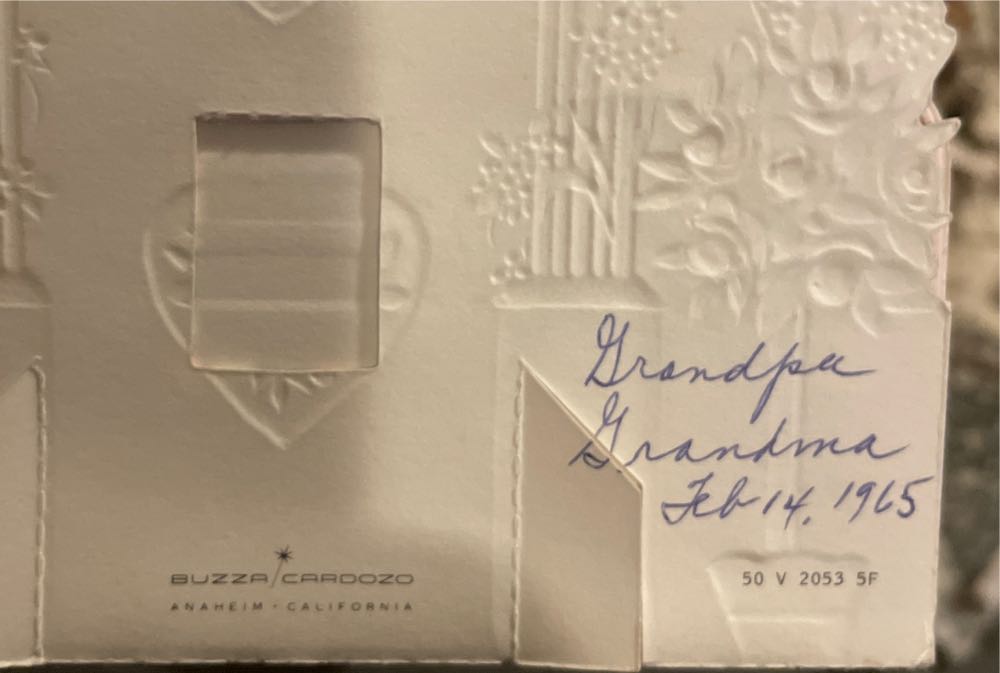 Grandpa
Grandma
Feb 14, 1965
BUZZA CARDOZO
ANAHEIM - CALIFORNIA
50 V 2053 5F